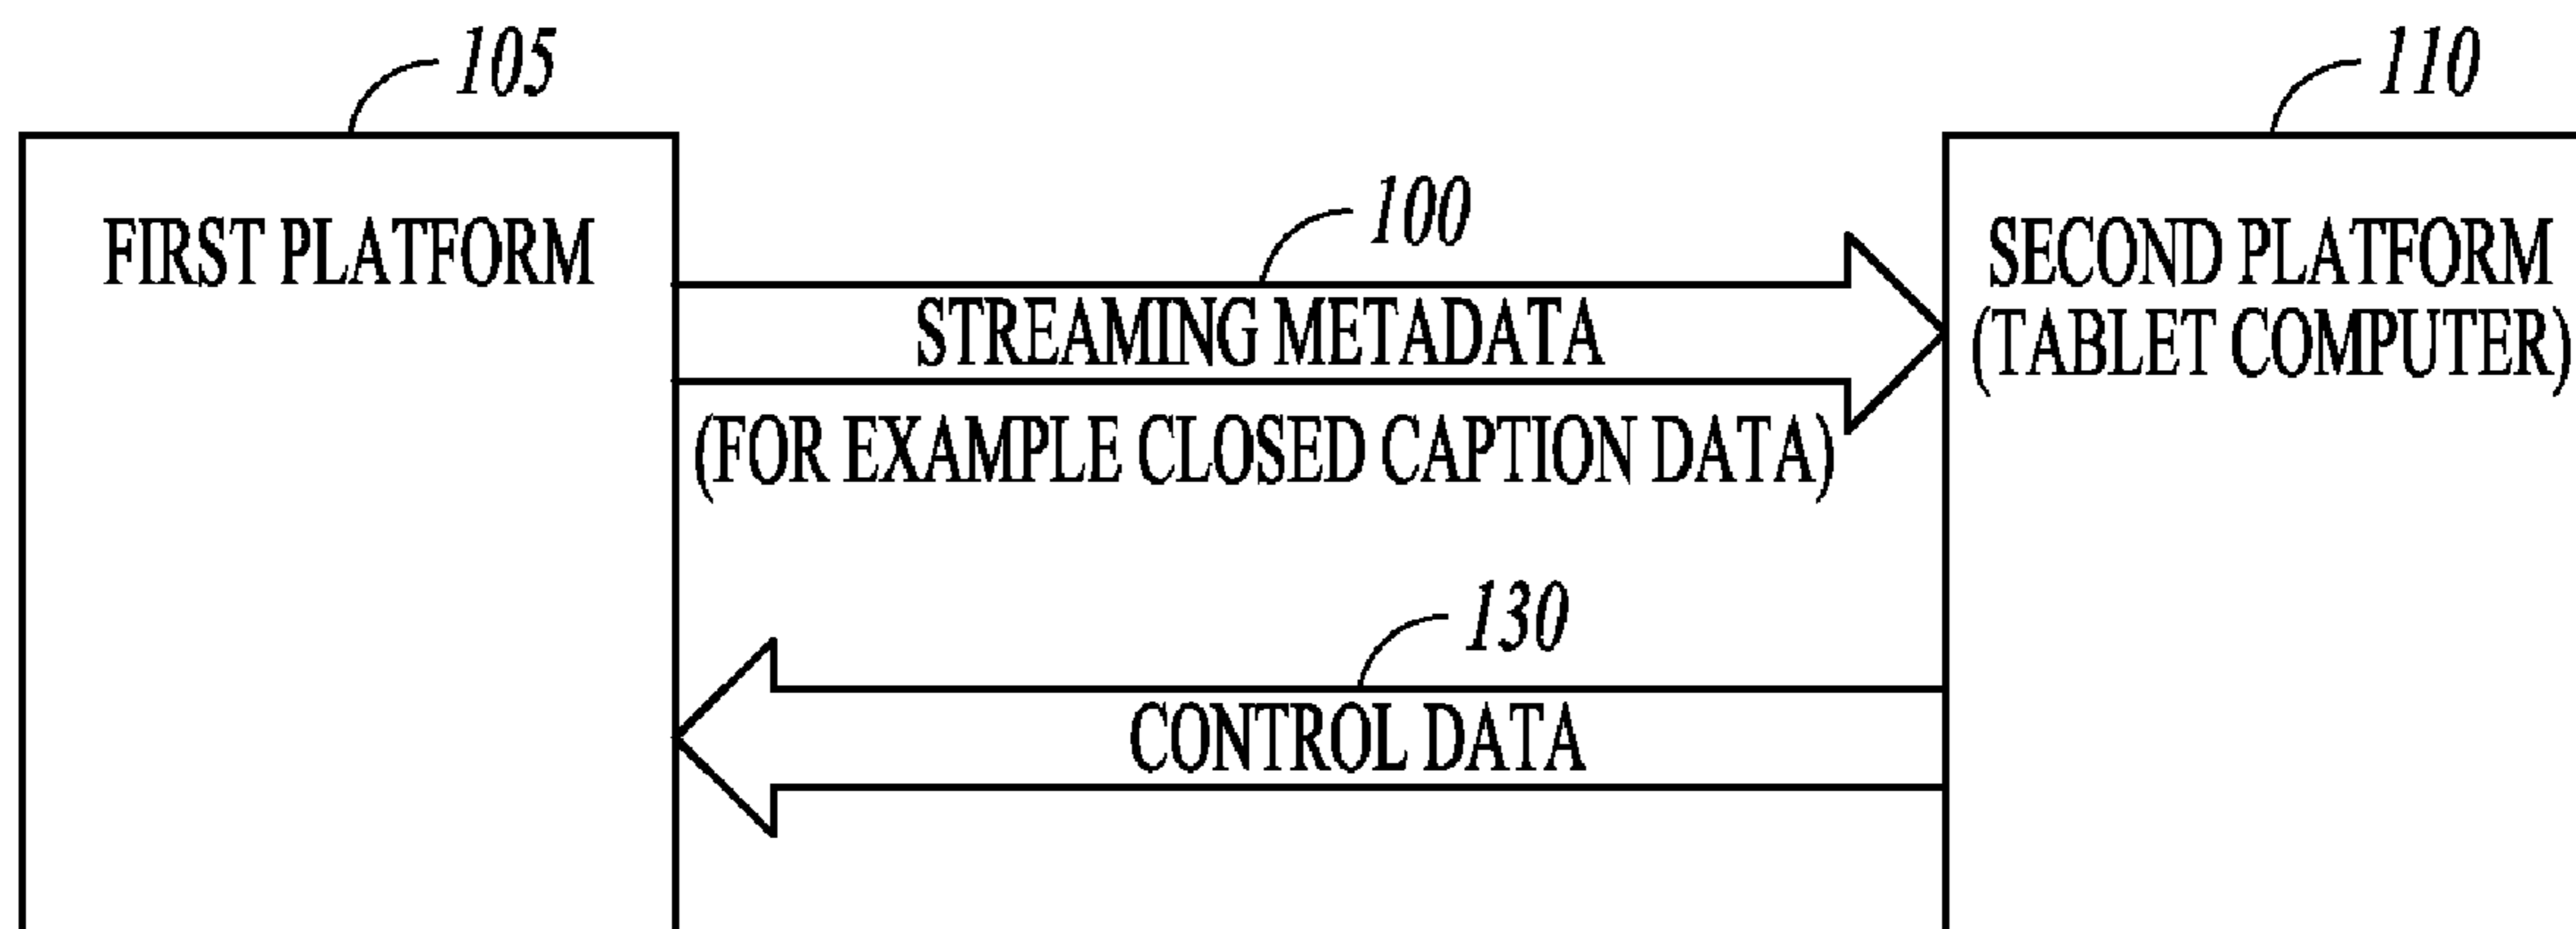 105
110
100
FIRST PLATFORM
SECOND PLATFORM
(TABLET COMPUTER)
STREAMING METADATA
(FOR EXAMPLE CLOSED CAPTION DATA)
130
CONTROL DATA